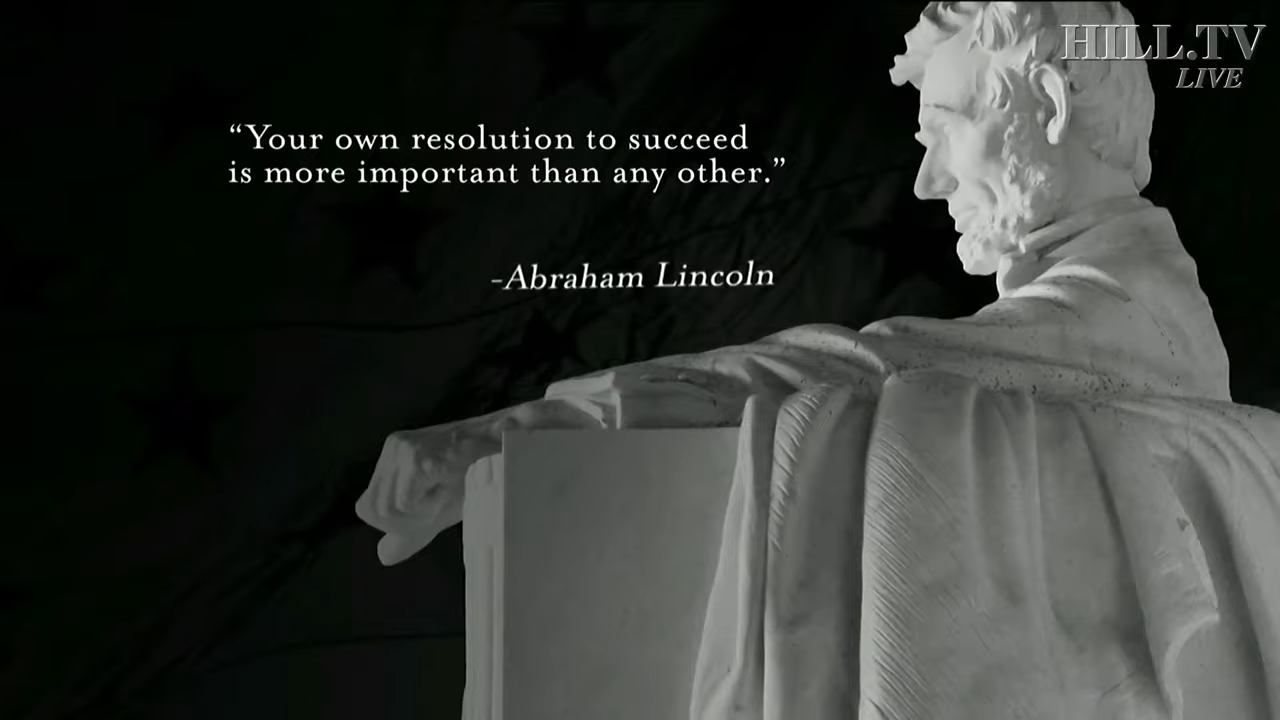 HILL.TV
LIVE
“Your own resolution to succeed
is more important than any other.”
-Abraham Lincoln